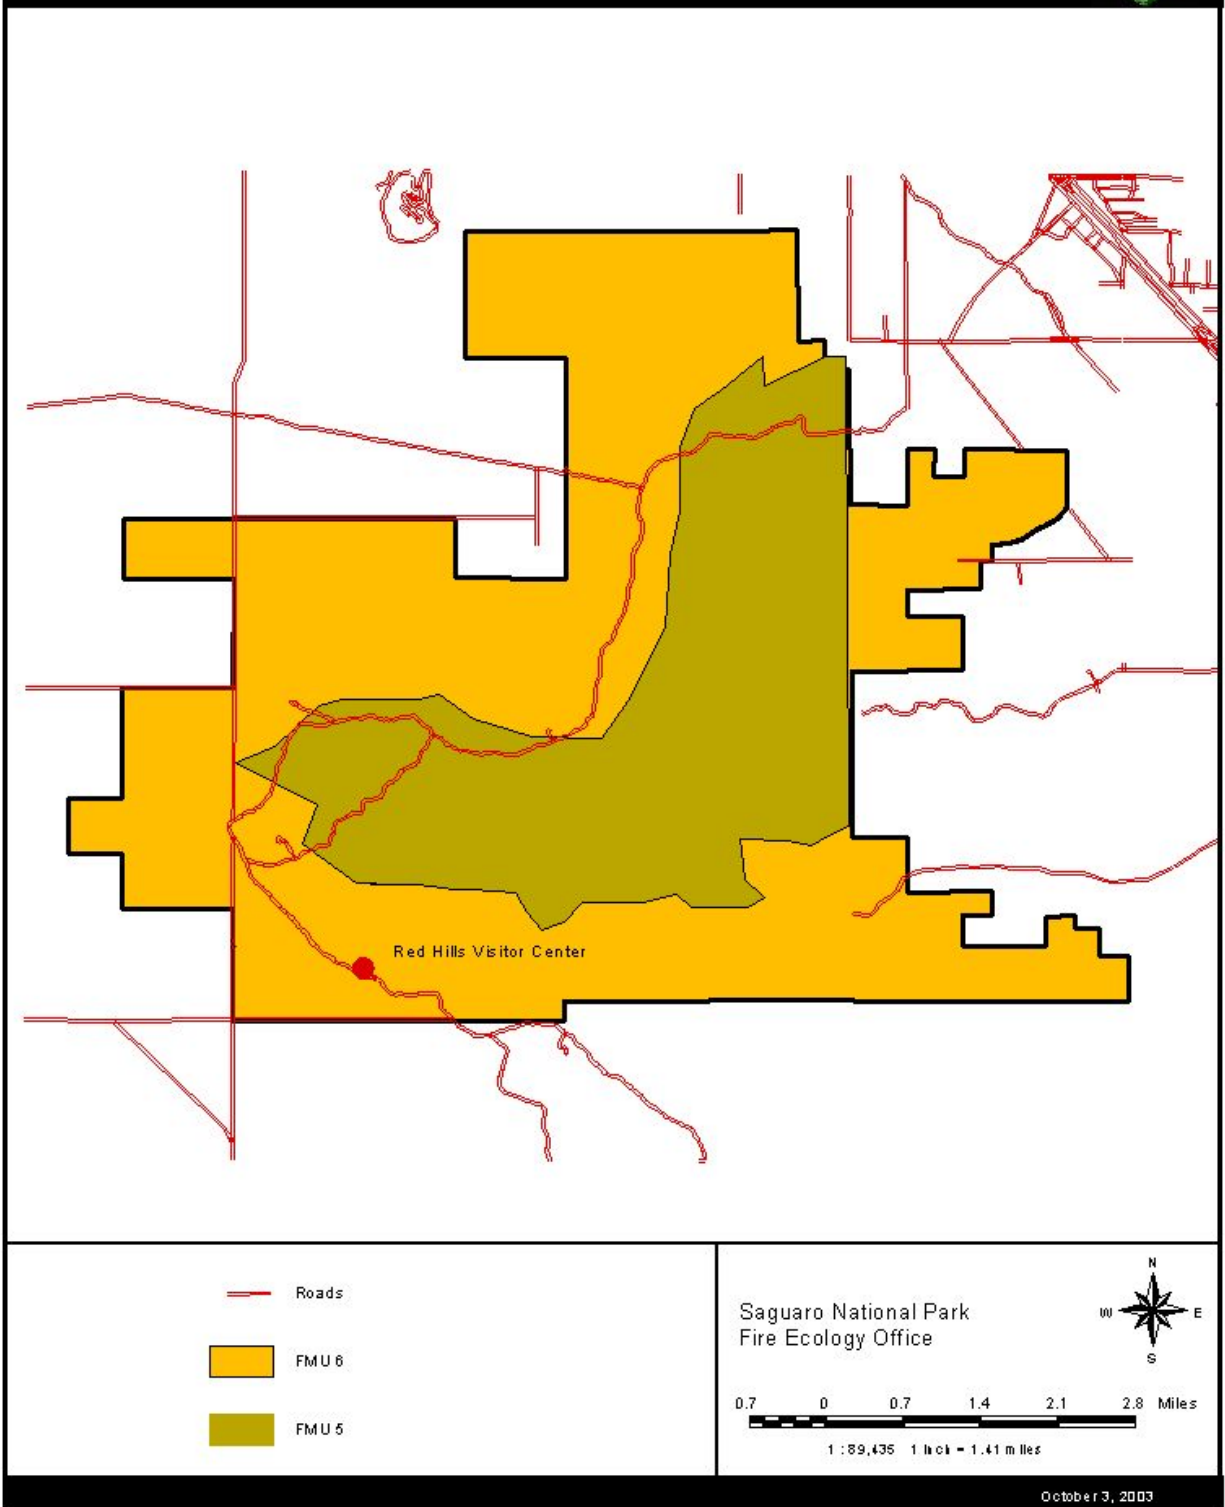 Red Hills Visitor Center
Roads
FMU 6
FMU 5
Saguaro National Park
Fire Ecology Office
N
W E
S
0.7 0 0.7 1.4 2.1 2.8 Miles
1 : 89,435 1 Inch = 1.41 miles
October 3, 2003